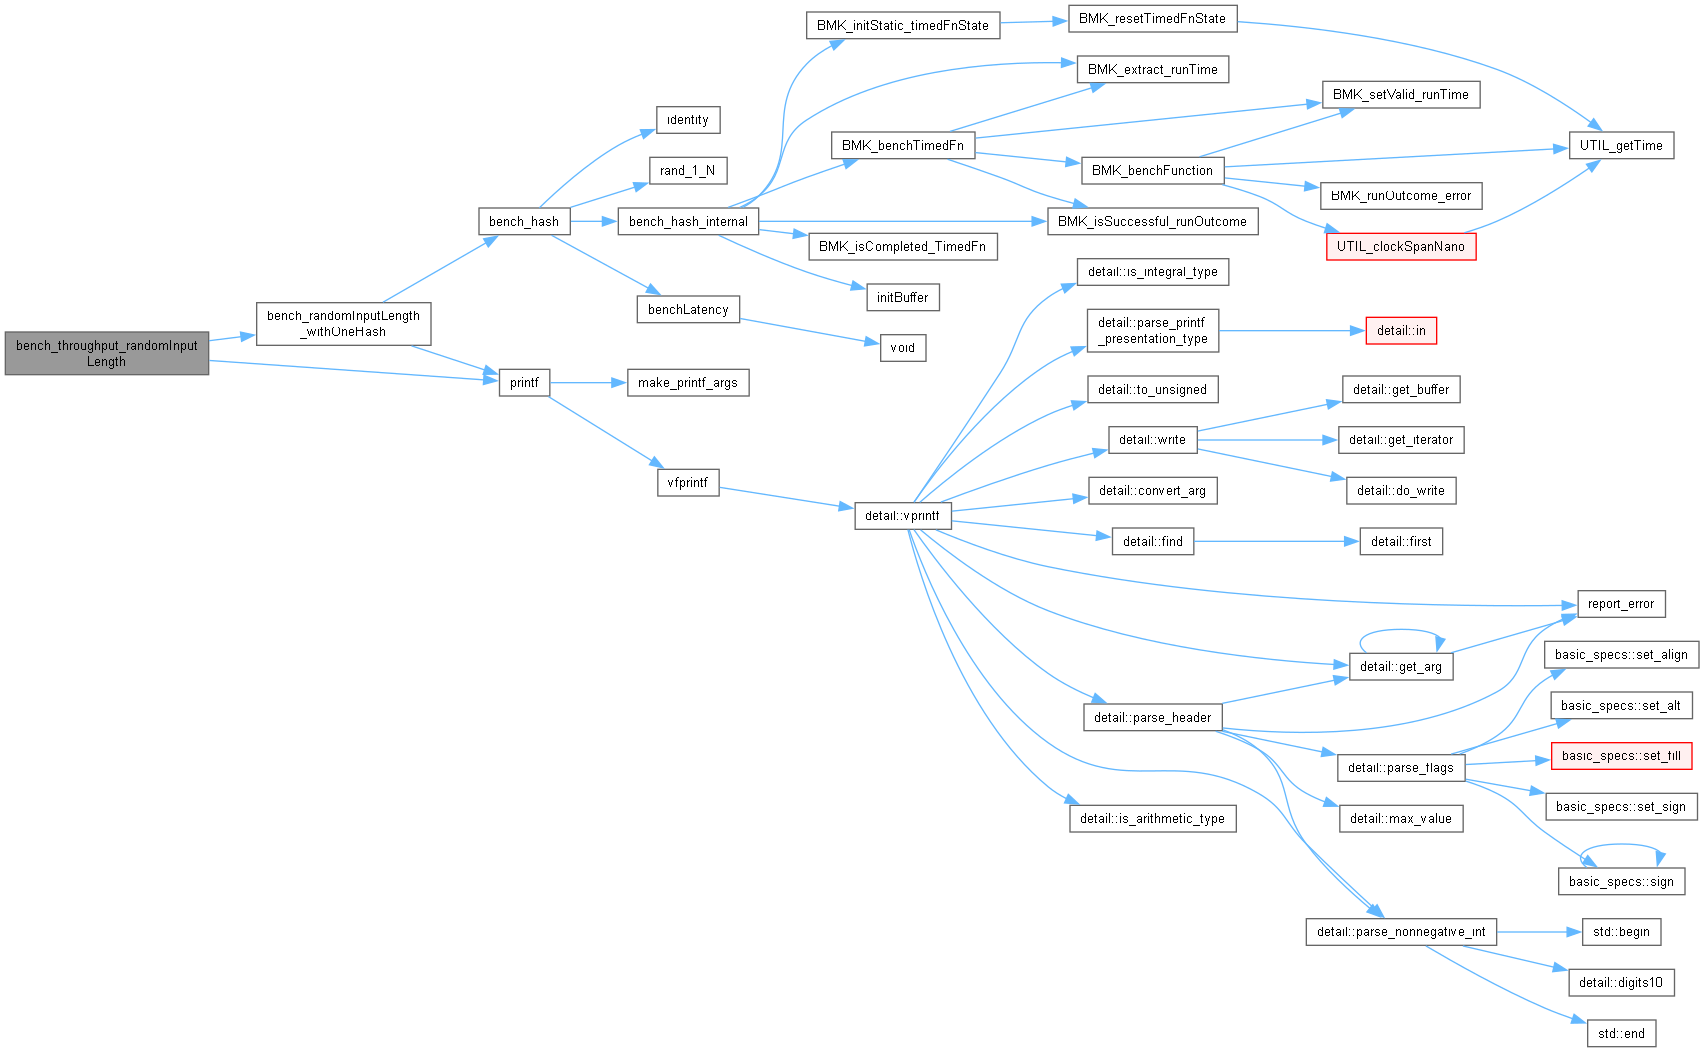 BMK_initStatic_timedFnState
BMK_resetTimedFnState
BMK_extract_runTime
BMK_setValid_runTime
identity
BMK_benchTimedFn
UTIL_getTime
rand_1_N
BMK_benchFunction
BMK_runOutcome_error
bench_hash
bench_hash_internal
BMK_isSuccessful_runOutcome
BMK_isCompleted_TimedFn
UTIL_clockSpanNano
detail::is_integral_type
initBuffer
benchLatency
bench_randomInputLength
_withOneHash
detail::parse_printf
_presentation_type
detail::in
bench_throughput_randomInput
Length
void
printf
make_printf_args
detail::to_unsigned
detail::get_buffer
detail::write
detail::get_iterator
vfprintf
detail::convert_arg
detail::do_write
detail::vprintf
detail::find
detail::first
report_error
basic_specs::set_align
detail::get_arg
basic_specs::set_alt
detail::parse_header
basic_specs::set_fill
detail::parse_flags
basic_specs::set_sign
detail::is_arithmetic_type
detail::max_value
basic_specs::sign
detail::parse_nonnegative_int
std::begin
detail::digits10
std::end